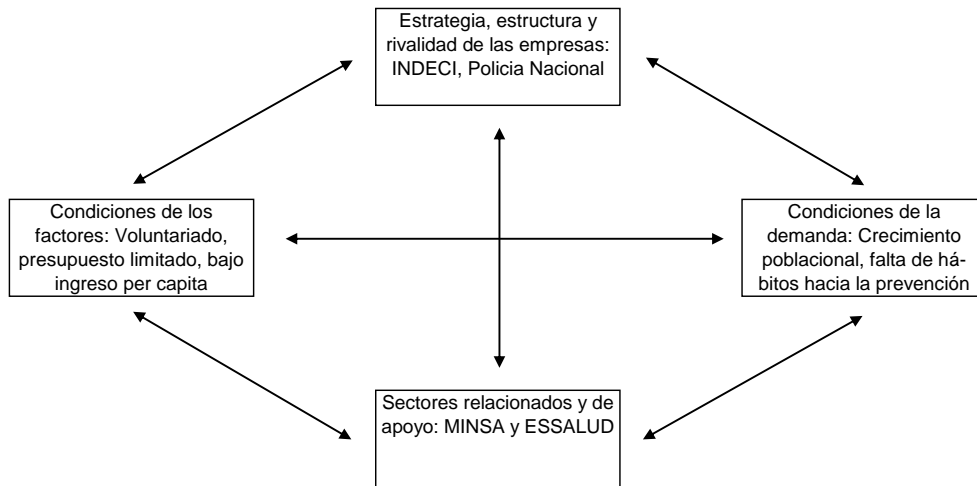 Estrategia, estructura y
rivalidad de las empresas:
INDECI, Policia Nacional
Condiciones de los
factores: Voluntariado,
presupuesto limitado, bajo
ingreso per capita
Condiciones de la
demanda: Crecimiento
poblacional, falta de há-
bitos hacia la prevención
Sectores relacionados y de
apoyo: MINSA y ESSALUD